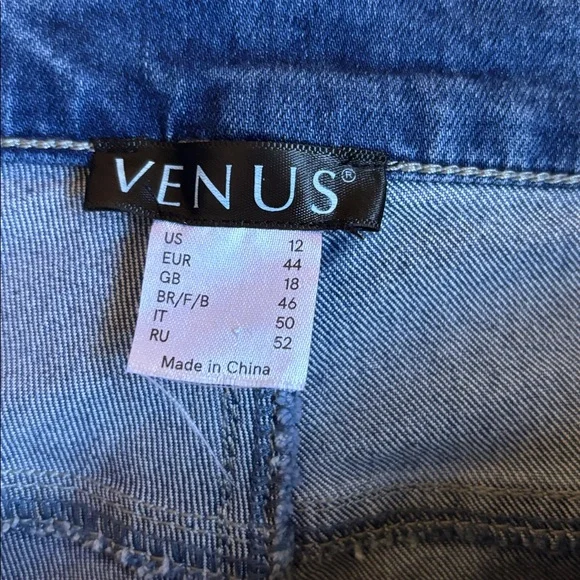 VENUS®
US 12
EUR 44
GB 18
BR/F/B 46
IT 50
RU 52
Made in China